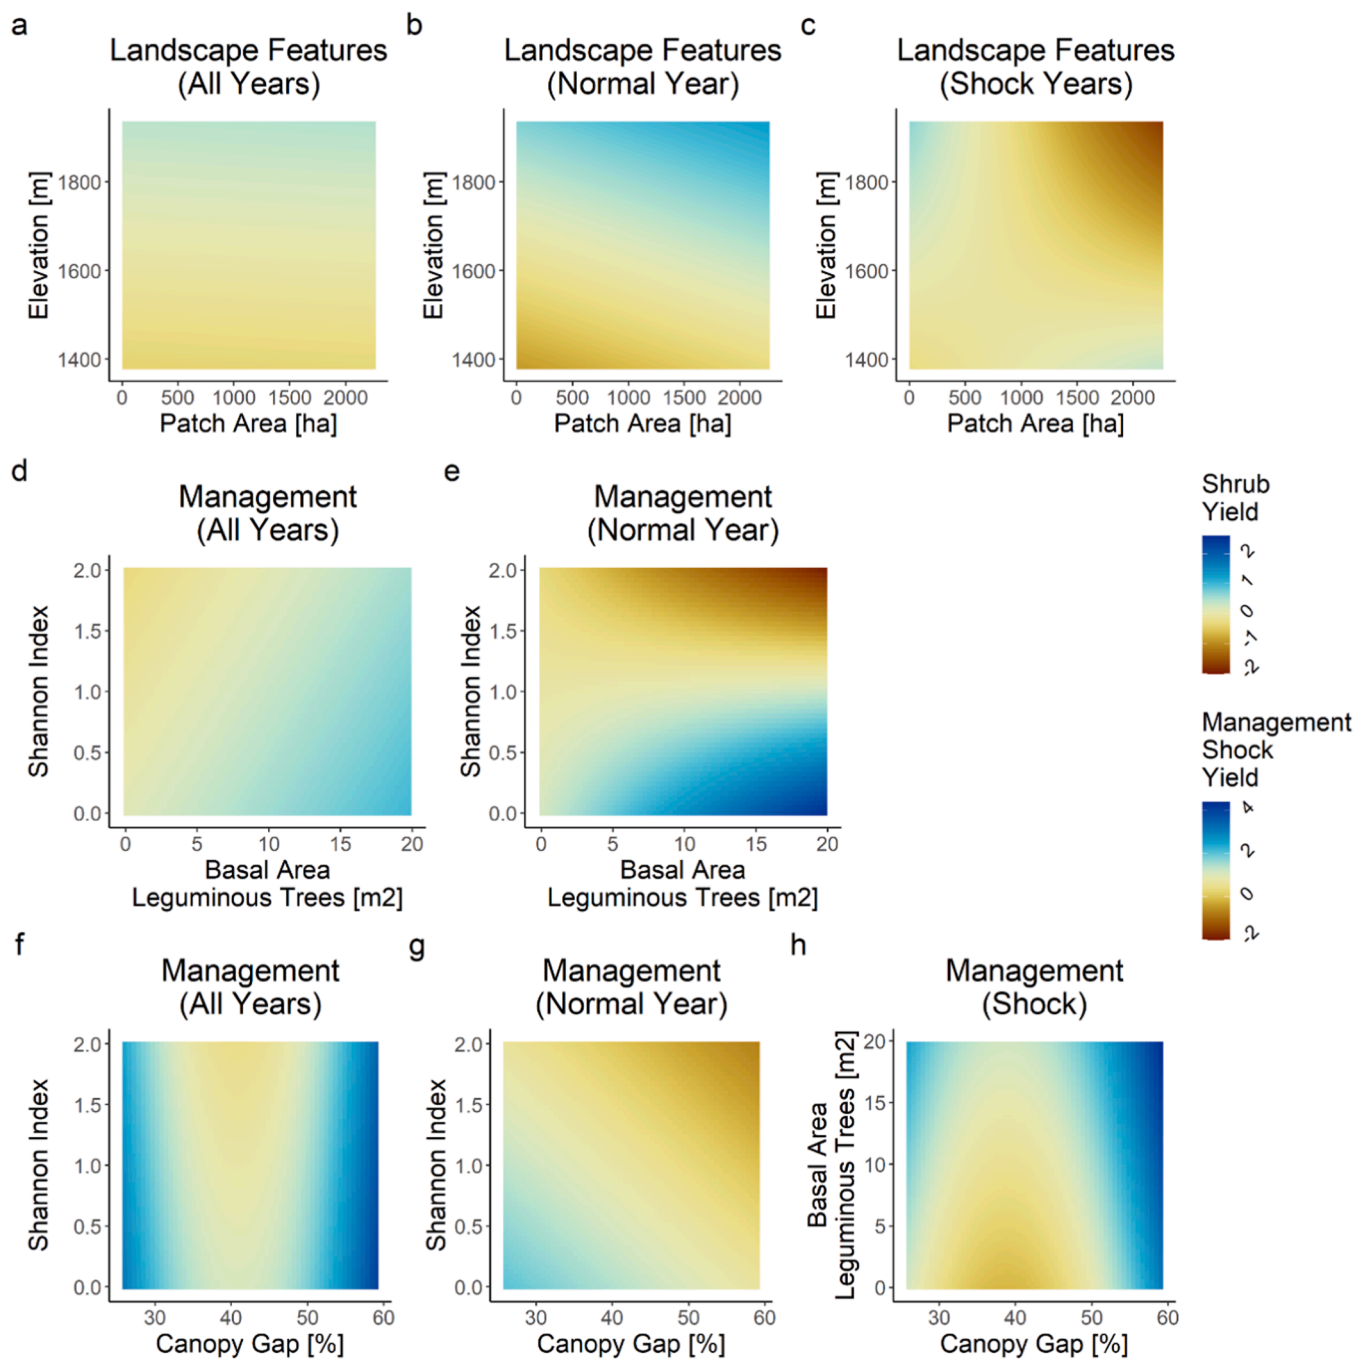 a
Landscape Features
(All Years)
Elevation [m]
1800
1600
1400
0 500 1000 1500 2000
Patch Area [ha]
b
Landscape Features
(Normal Year)
Elevation [m]
1800
1600
1400
0 500 1000 1500 2000
Patch Area [ha]
c
Landscape Features
(Shock Years)
Elevation [m]
1800
1600
1400
0 500 1000 1500 2000
Patch Area [ha]
d
Management
(All Years)
Shannon Index
2.0
1.5
1.0
0.5
0.0
0 5 10 15 20
Basal Area
Leguminous Trees [m2]
e
Management
(Normal Year)
Shannon Index
2.0
1.5
1.0
0.5
0.0
0 5 10 15 20
Basal Area
Leguminous Trees [m2]
Shrub
Yield
2
1
0
-1
-2
Management
Shock
Yield
4
2
0
-2
f
Management
(All Years)
Shannon Index
2.0
1.5
1.0
0.5
0.0
30 40 50 60
Canopy Gap [%]
g
Management
(Normal Year)
Shannon Index
2.0
1.5
1.0
0.5
0.0
30 40 50 60
Canopy Gap [%]
h
Management
(Shock)
Basal Area
Leguminous Trees [m2]
20
15
10
5
0
30 40 50 60
Canopy Gap [%]